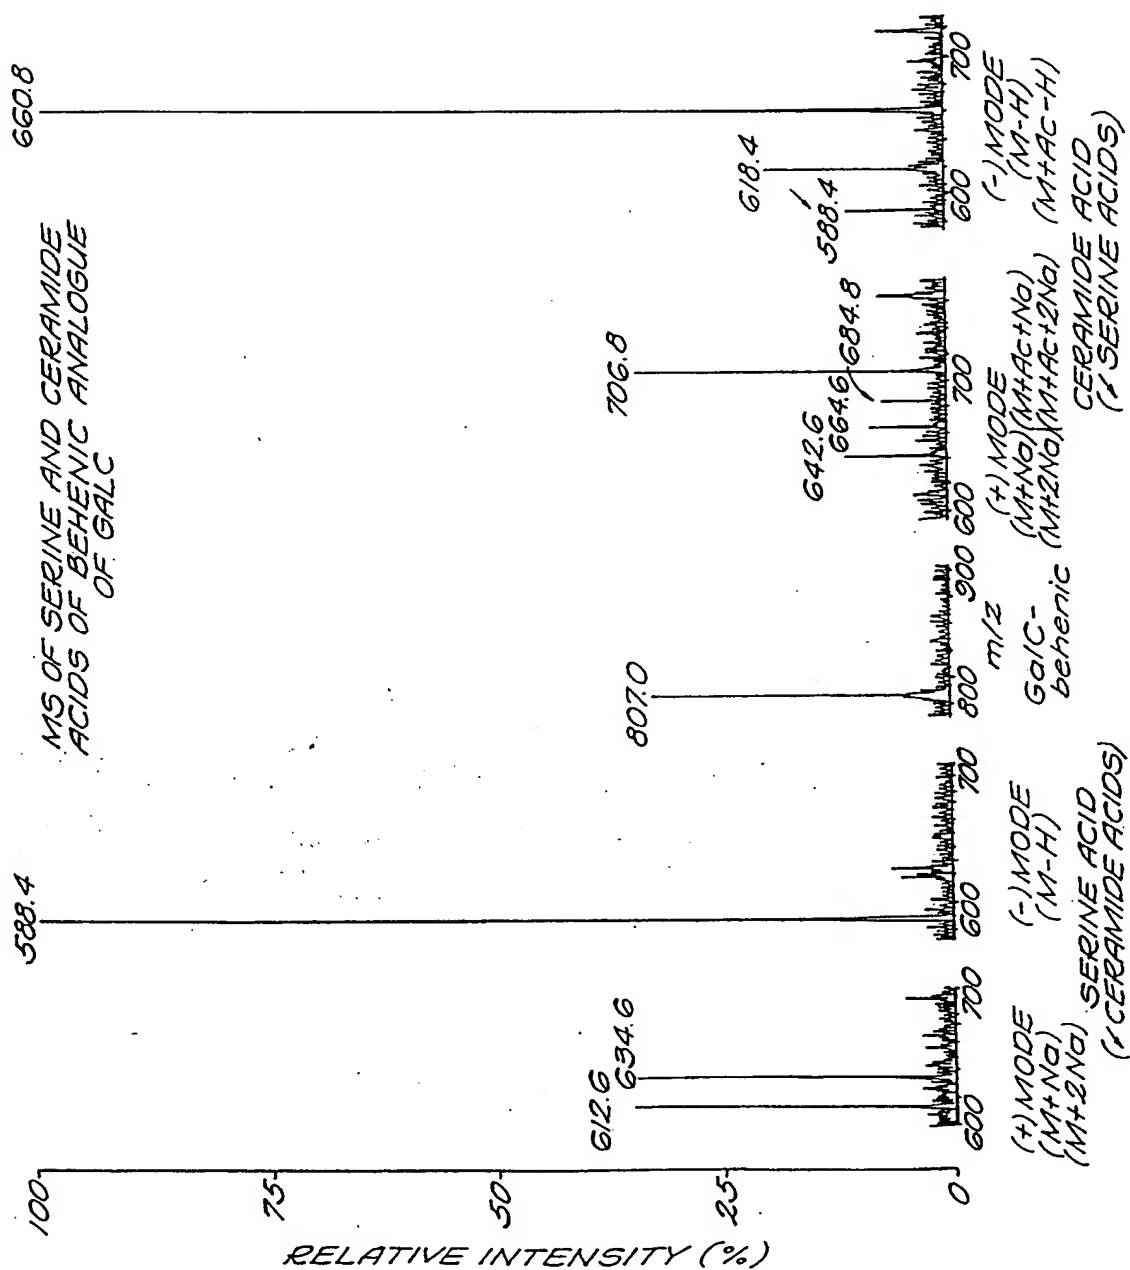 MS OF SERINE AND CERAMIDE
ACIDS OF BEHENIC ANALOGUE
OF GALC
RELATIVE INTENSITY (%)
100
75
50
25
0
612.6
634.6
600
700
(+) MODE
(M+Na)
(M+2Na)
588.4
600
700
(-) MODE
(M-H)
SERINE ACID
(↙CERAMIDE ACIDS)
807.0
800
900
m/z
GalC-
behenic
642.6
664.6
684.8
706.8
600
700
(+) MODE
(M+Na)(M+Ac+Na)
(M+2Na)(M+Ac+2Na)
588.4
618.4
660.8
600
700
(-) MODE
(M-H)
(M+Ac-H)
CERAMIDE ACID
(↙ SERINE ACIDS)